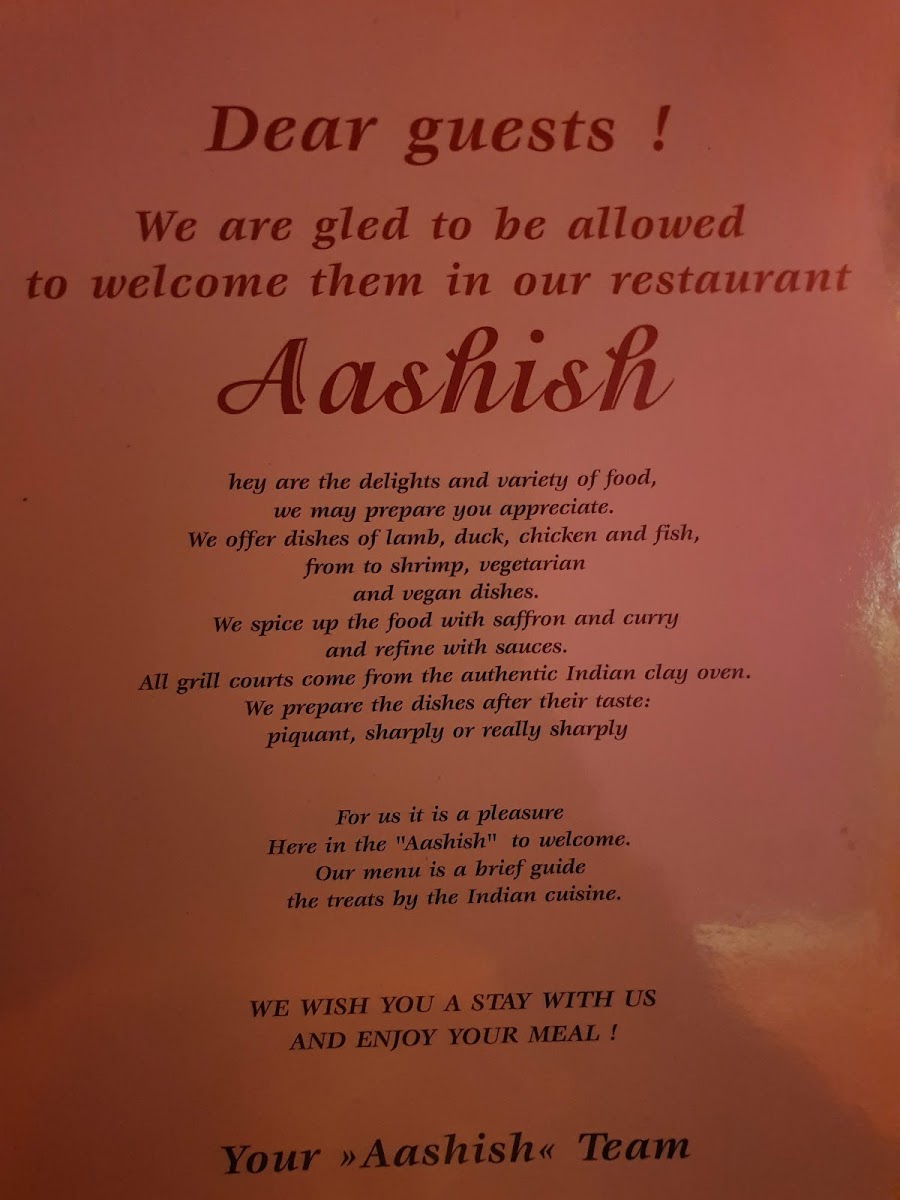 Dear guests !
We are gled to be allowed
to welcome them in our restaurant
Aashish
hey are the delights and variety of food,
we may prepare you appreciate.
We offer dishes of lamb, duck, chicken and fish,
from to shrimp, vegetarian
and vegan dishes.
We spice up the food with saffron and curry
and refine with sauces.
All grill courts come from the authentic Indian clay oven.
We prepare the dishes after their taste:
piquant, sharply or really sharply
For us it is a pleasure
Here in the "Aashish" to welcome.
Our menu is a brief guide
the treats by the Indian cuisine.
WE WISH YOU A STAY WITH US
AND ENJOY YOUR MEAL !
Your »Aashish« Team